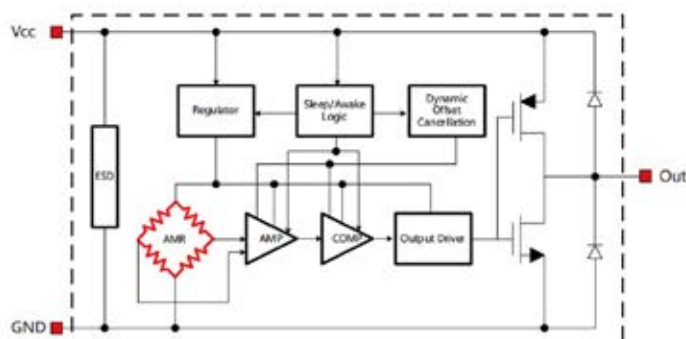 Vcc
Regulator
Sleep/Awake
Logic
Dynamic
Offset
Cancellation
ESD
Out
AMR
AMP
COMP
Output Driver
GND